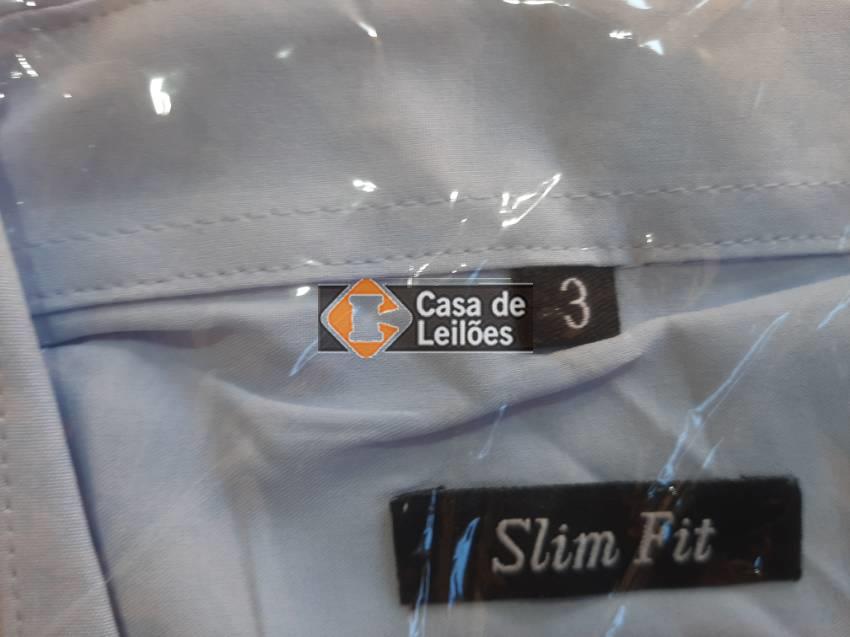 Casa de
Leilões
3
Slim Fit